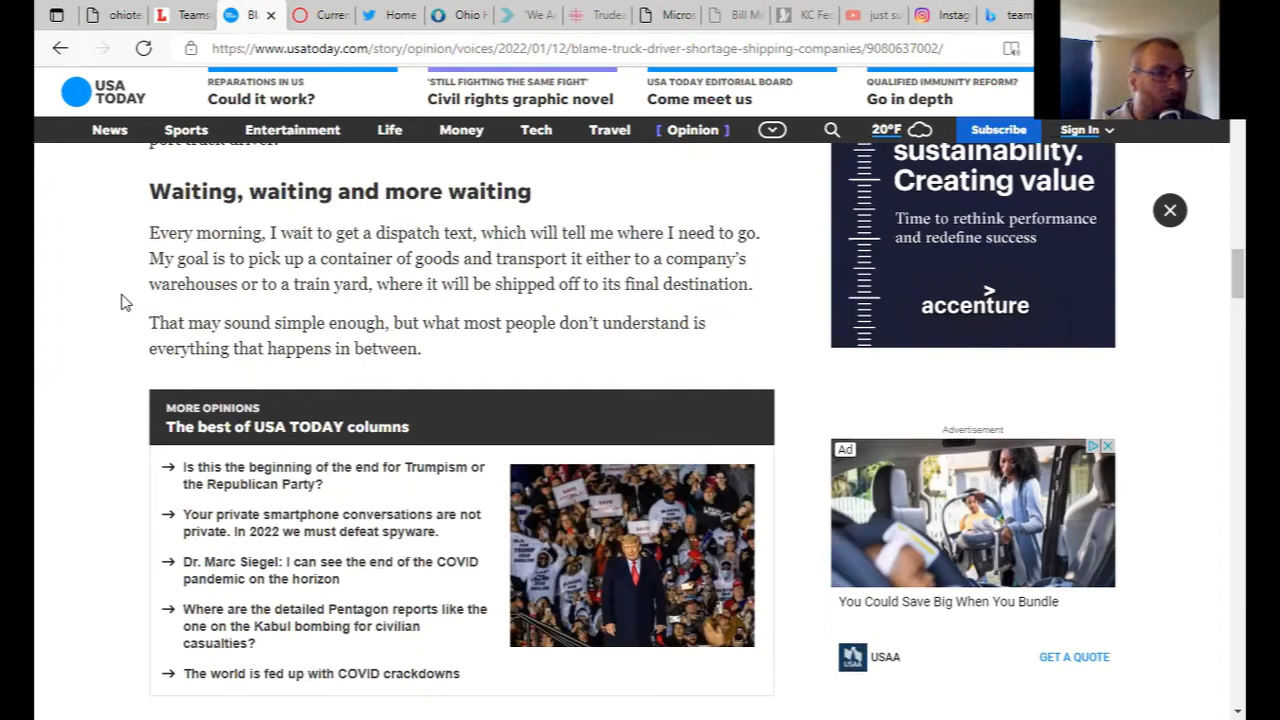 ohiote
Teams
Bl
Curren
Home
Ohio H
"We A
Trudea
Micros
Bill Mi
KC Fec
just su
Instag
team
https://www.usatoday.com/story/opinion/voices/2022/01/12/blame-truck-driver-shortage-shipping-companies/9080637002/
USA
TODAY
REPARATIONS IN US
Could it work?
'STILL FIGHTING THE SAME FIGHT'
Civil rights graphic novel
USA TODAY EDITORIAL BOARD
Come meet us
QUALIFIED IMMUNITY REFORM?
Go in depth
News Sports Entertainment Life Money Tech Travel [ Opinion ] 20°F Subscribe Sign In
port truck driver.
Waiting, waiting and more waiting
Every morning, I wait to get a dispatch text, which will tell me where I need to go.
My goal is to pick up a container of goods and transport it either to a company's
warehouses or to a train yard, where it will be shipped off to its final destination.
That may sound simple enough, but what most people don't understand is
everything that happens in between.
MORE OPINIONS
The best of USA TODAY columns
Is this the beginning of the end for Trumpism or
the Republican Party?
Your private smartphone conversations are not
private. In 2022 we must defeat spyware.
Dr. Marc Siegel: I can see the end of the COVID
pandemic on the horizon
Where are the detailed Pentagon reports like the
one on the Kabul bombing for civilian
casualties?
The world is fed up with COVID crackdowns
sustainability.
Creating value
Time to rethink performance
and redefine success
accenture
Advertisement
Ad
You Could Save Big When You Bundle
USAA
USAA
GET A QUOTE